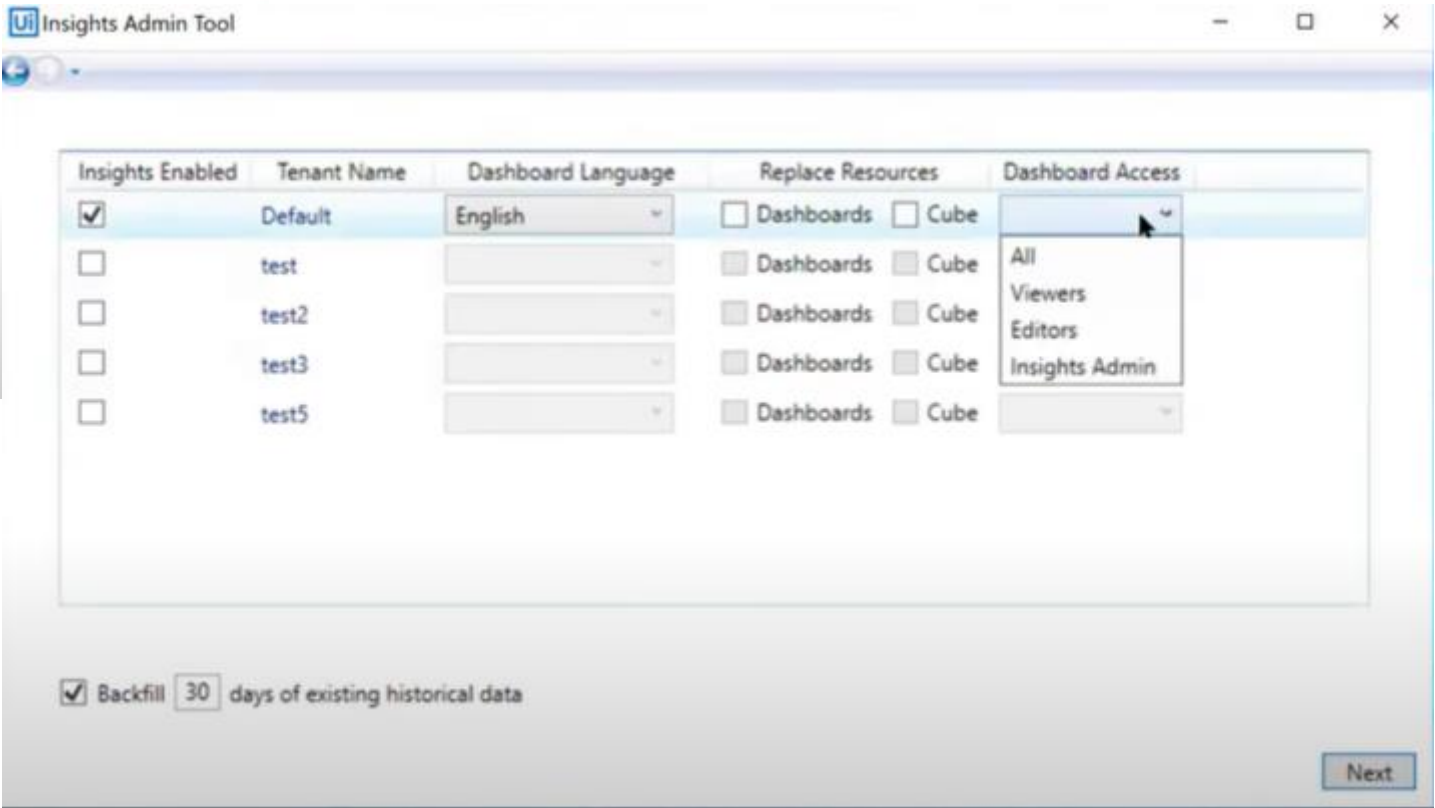 Ui Insights Admin Tool
Insights Enabled Tenant Name Dashboard Language Replace Resources Dashboard Access
Default English Dashboards Cube
test Dashboards Cube All
test2 Dashboards Cube Viewers
Editors
test3 Dashboards Cube Insights Admin
test5 Dashboards Cube
Backfill 30 days of existing historical data
Next